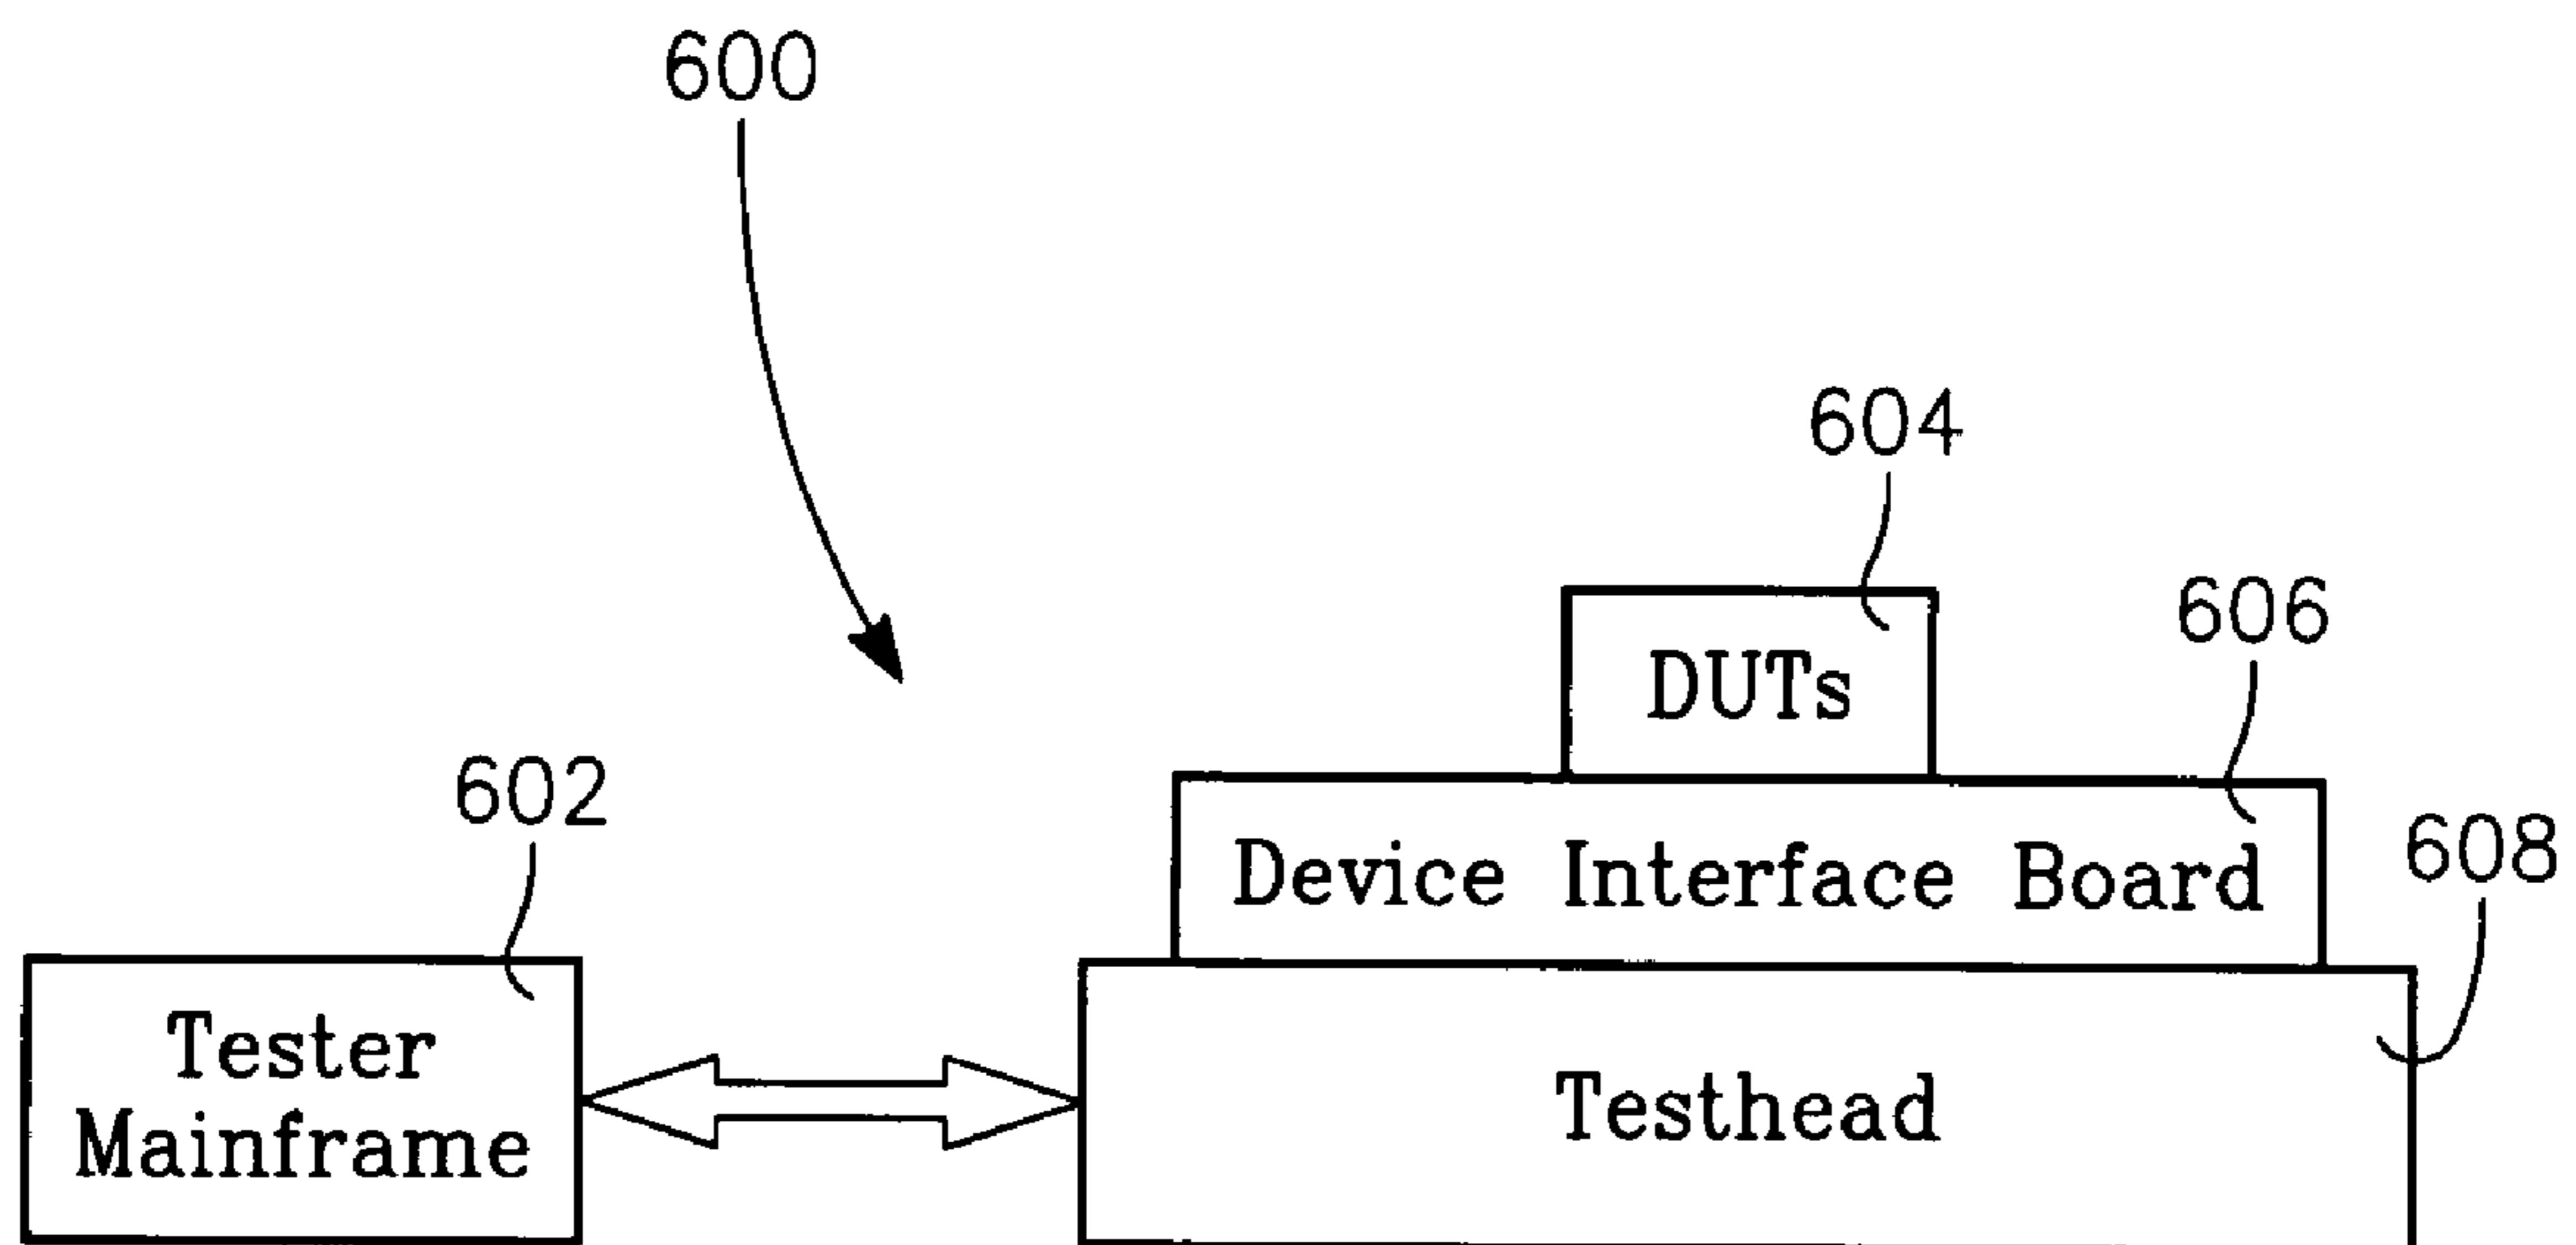 600
604
606
602
608
DUTs
Device Interface Board
Tester
Mainframe
Testhead